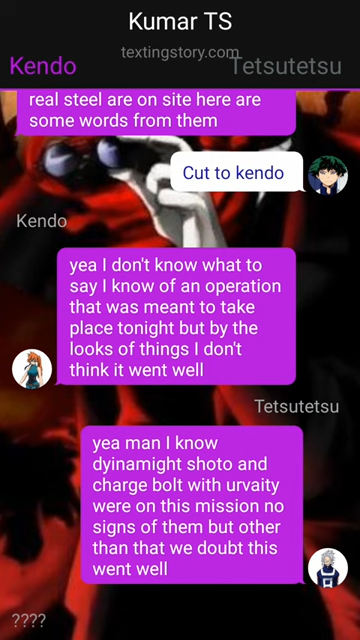 Kumar TS
textingstory.com
Kendo
Tetsutetsu
real steel are on site here are
some words from them
Cut to kendo
Kendo
yea I don't know what to
say I know of an operation
that was meant to take
place tonight but by the
looks of things I don't
think it went well
Tetsutetsu
yea man I know
dyinamight shoto and
charge bolt with urvaity
were on this mission no
signs of them but other
than that we doubt this
went well
????